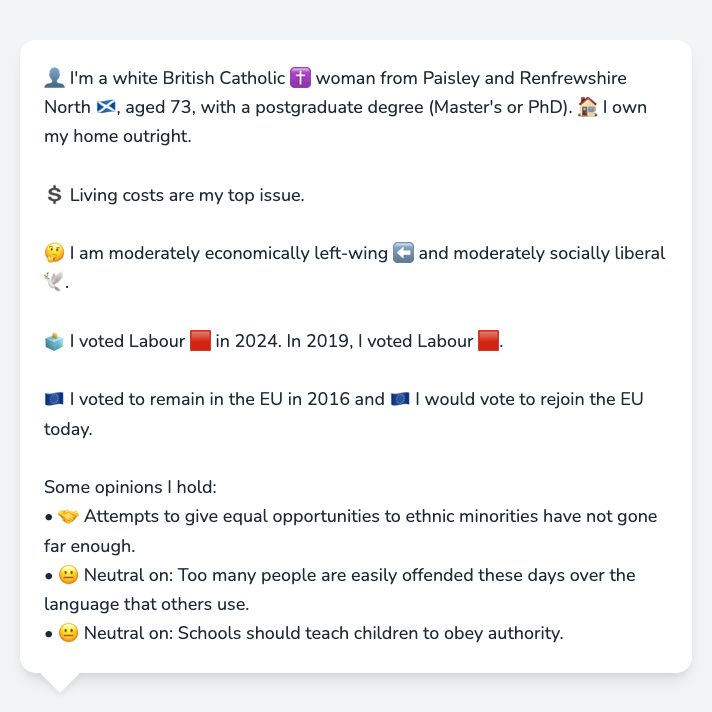 👤 I'm a white British Catholic ✝️ woman from Paisley and Renfrewshire
North 🏴󠁧󠁢󠁳󠁣󠁴󠁿, aged 73, with a postgraduate degree (Master's or PhD). 🏠 I own
my home outright.
💲 Living costs are my top issue.
🤔 I am moderately economically left-wing ⬅️ and moderately socially liberal
🕊️.
🗳️ I voted Labour 🟥 in 2024. In 2019, I voted Labour 🟥.
🇪🇺 I voted to remain in the EU in 2016 and 🇪🇺 I would vote to rejoin the EU
today.
Some opinions I hold:
• 🤝 Attempts to give equal opportunities to ethnic minorities have not gone
far enough.
• 😐 Neutral on: Too many people are easily offended these days over the
language that others use.
• 😐 Neutral on: Schools should teach children to obey authority.